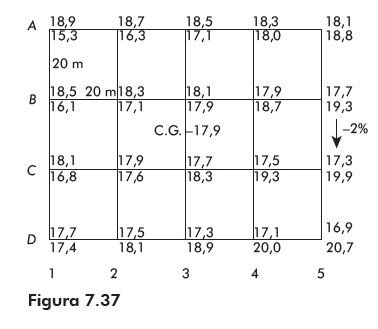 A 18,9 18,7 18,5 18,3 18,1
15,3 16,3 17,1 18,0 18,8
20 m
B 18,5 20 m 18,3 18,1 17,9 17,7
16,1 17,1 17,9 18,7 19,3
C.G. –17,9 –2%
C 18,1 17,9 17,7 17,5 17,3
16,8 17,6 18,3 19,3 19,9
D 17,7 17,5 17,3 17,1 16,9
17,4 18,1 18,9 20,0 20,7
1 2 3 4 5
Figura 7.37